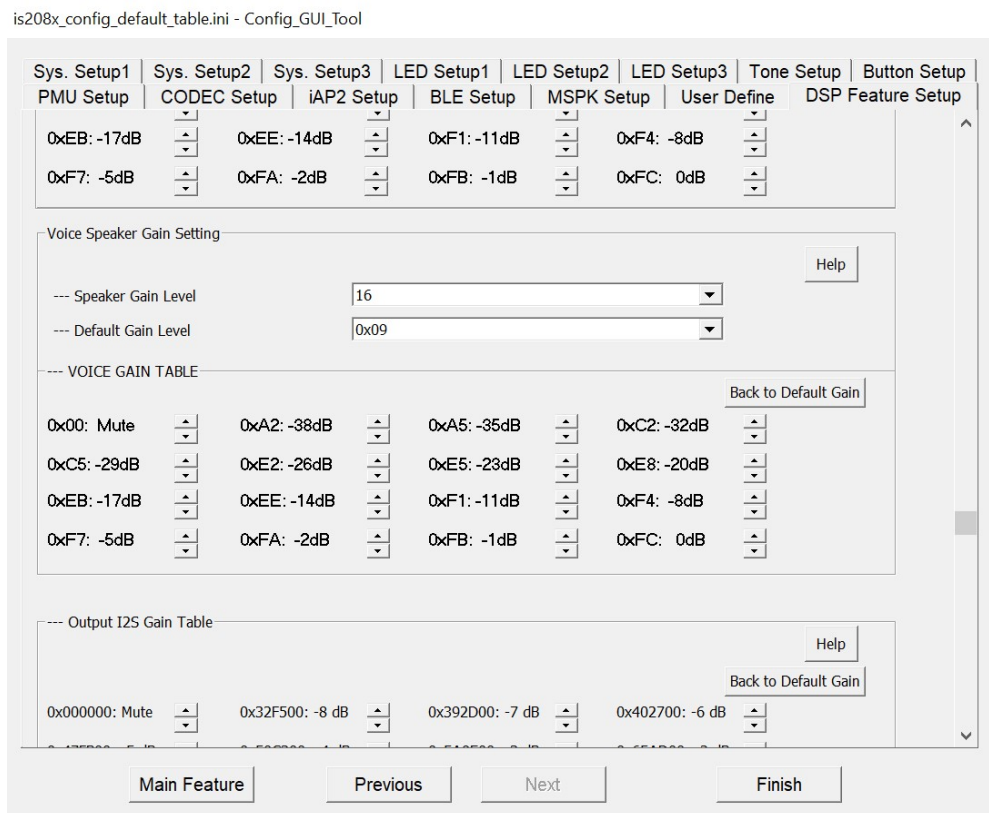 is208x_config_default_table.ini - Config_GUI_Tool
Sys. Setup1 Sys. Setup2 Sys. Setup3 LED Setup1 LED Setup2 LED Setup3 Tone Setup Button Setup
PMU Setup CODEC Setup iAP2 Setup BLE Setup MSPK Setup User Define DSP Feature Setup
0xEB: -17dB 0xEE: -14dB 0xF1: -11dB 0xF4: -8dB
0xF7: -5dB 0xFA: -2dB 0xFB: -1dB 0xFC: 0dB
Voice Speaker Gain Setting
Help
--- Speaker Gain Level 16
--- Default Gain Level 0x09
--- VOICE GAIN TABLE
Back to Default Gain
0x00: Mute 0xA2: -38dB 0xA5: -35dB 0xC2: -32dB
0xC5: -29dB 0xE2: -26dB 0xE5: -23dB 0xE8: -20dB
0xEB: -17dB 0xEE: -14dB 0xF1: -11dB 0xF4: -8dB
0xF7: -5dB 0xFA: -2dB 0xFB: -1dB 0xFC: 0dB
--- Output I2S Gain Table
Help
Back to Default Gain
0x000000: Mute 0x32F500: -8 dB 0x392D00: -7 dB 0x402700: -6 dB
Main Feature Previous Next Finish